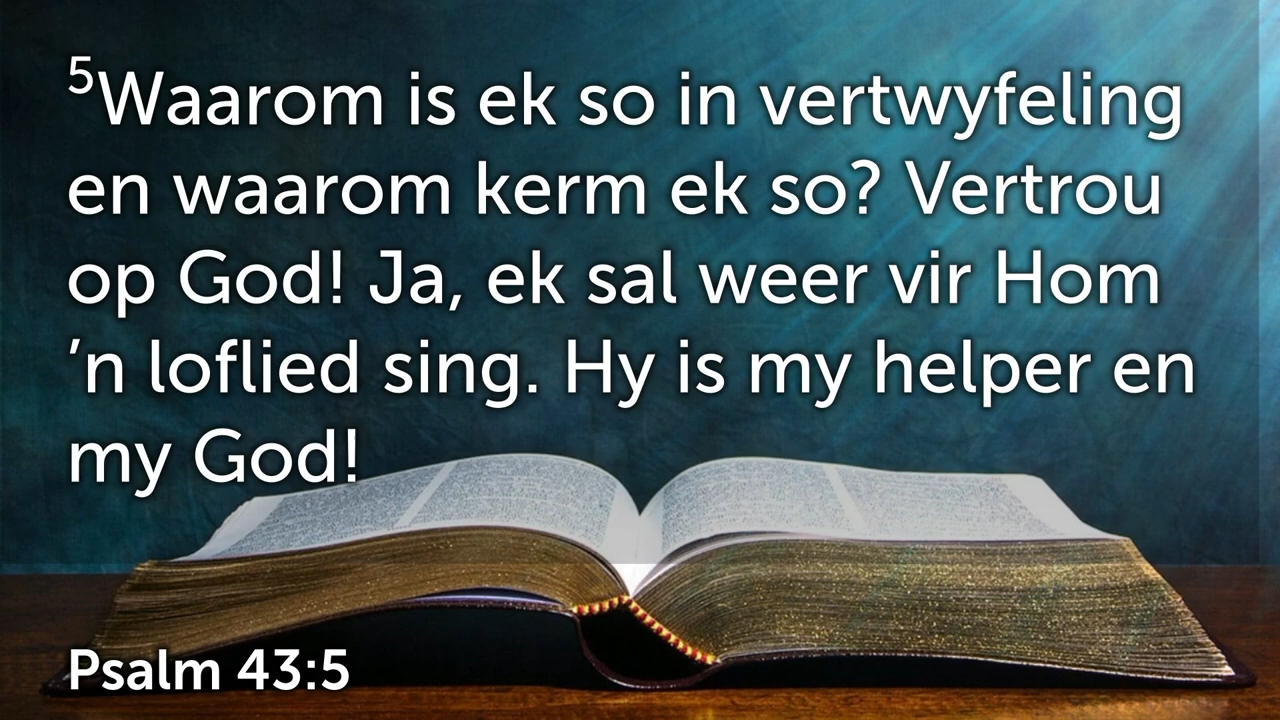 ⁵Waarom is ek so in vertwyfeling
en waarom kerm ek so? Vertrou
op God! Ja, ek sal weer vir Hom
’n loflied sing. Hy is my helper en
my God!
Psalm 43:5